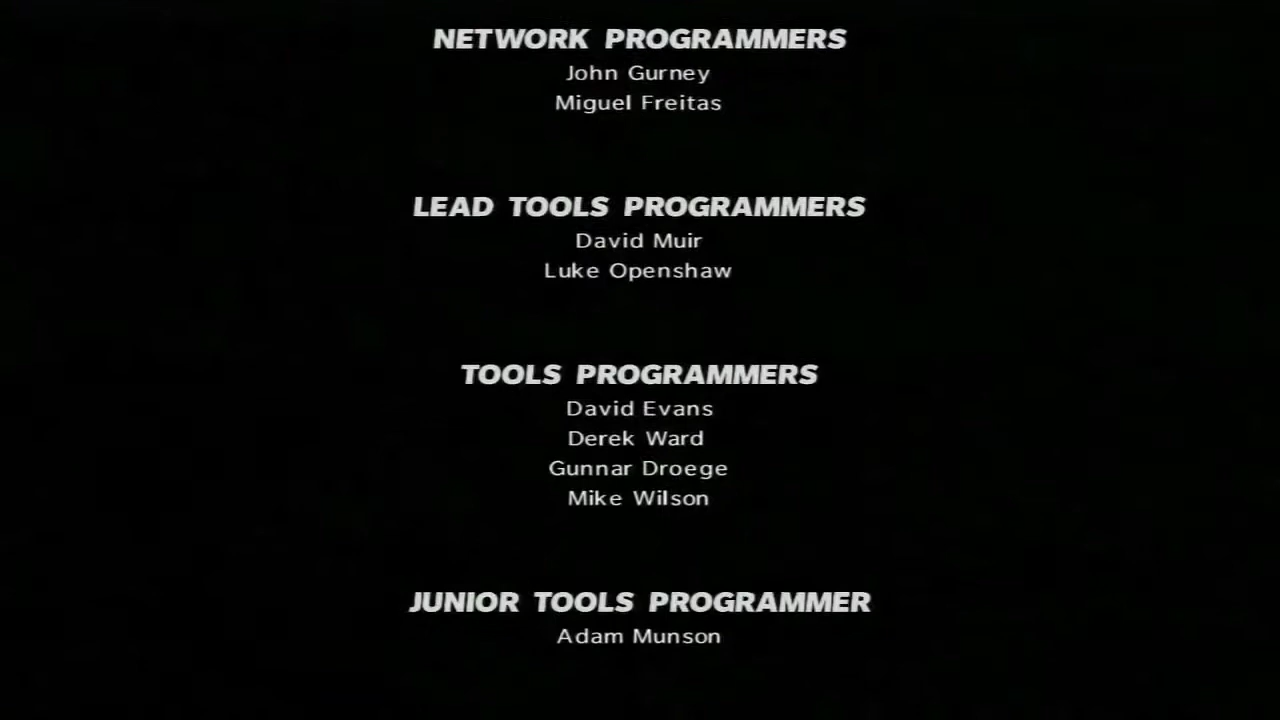 NETWORK PROGRAMMERS
John Gurney
Miguel Freitas
LEAD TOOLS PROGRAMMERS
David Muir
Luke Openshaw
TOOLS PROGRAMMERS
David Evans
Derek Ward
Gunnar Droege
Mike Wilson
JUNIOR TOOLS PROGRAMMER
Adam Munson